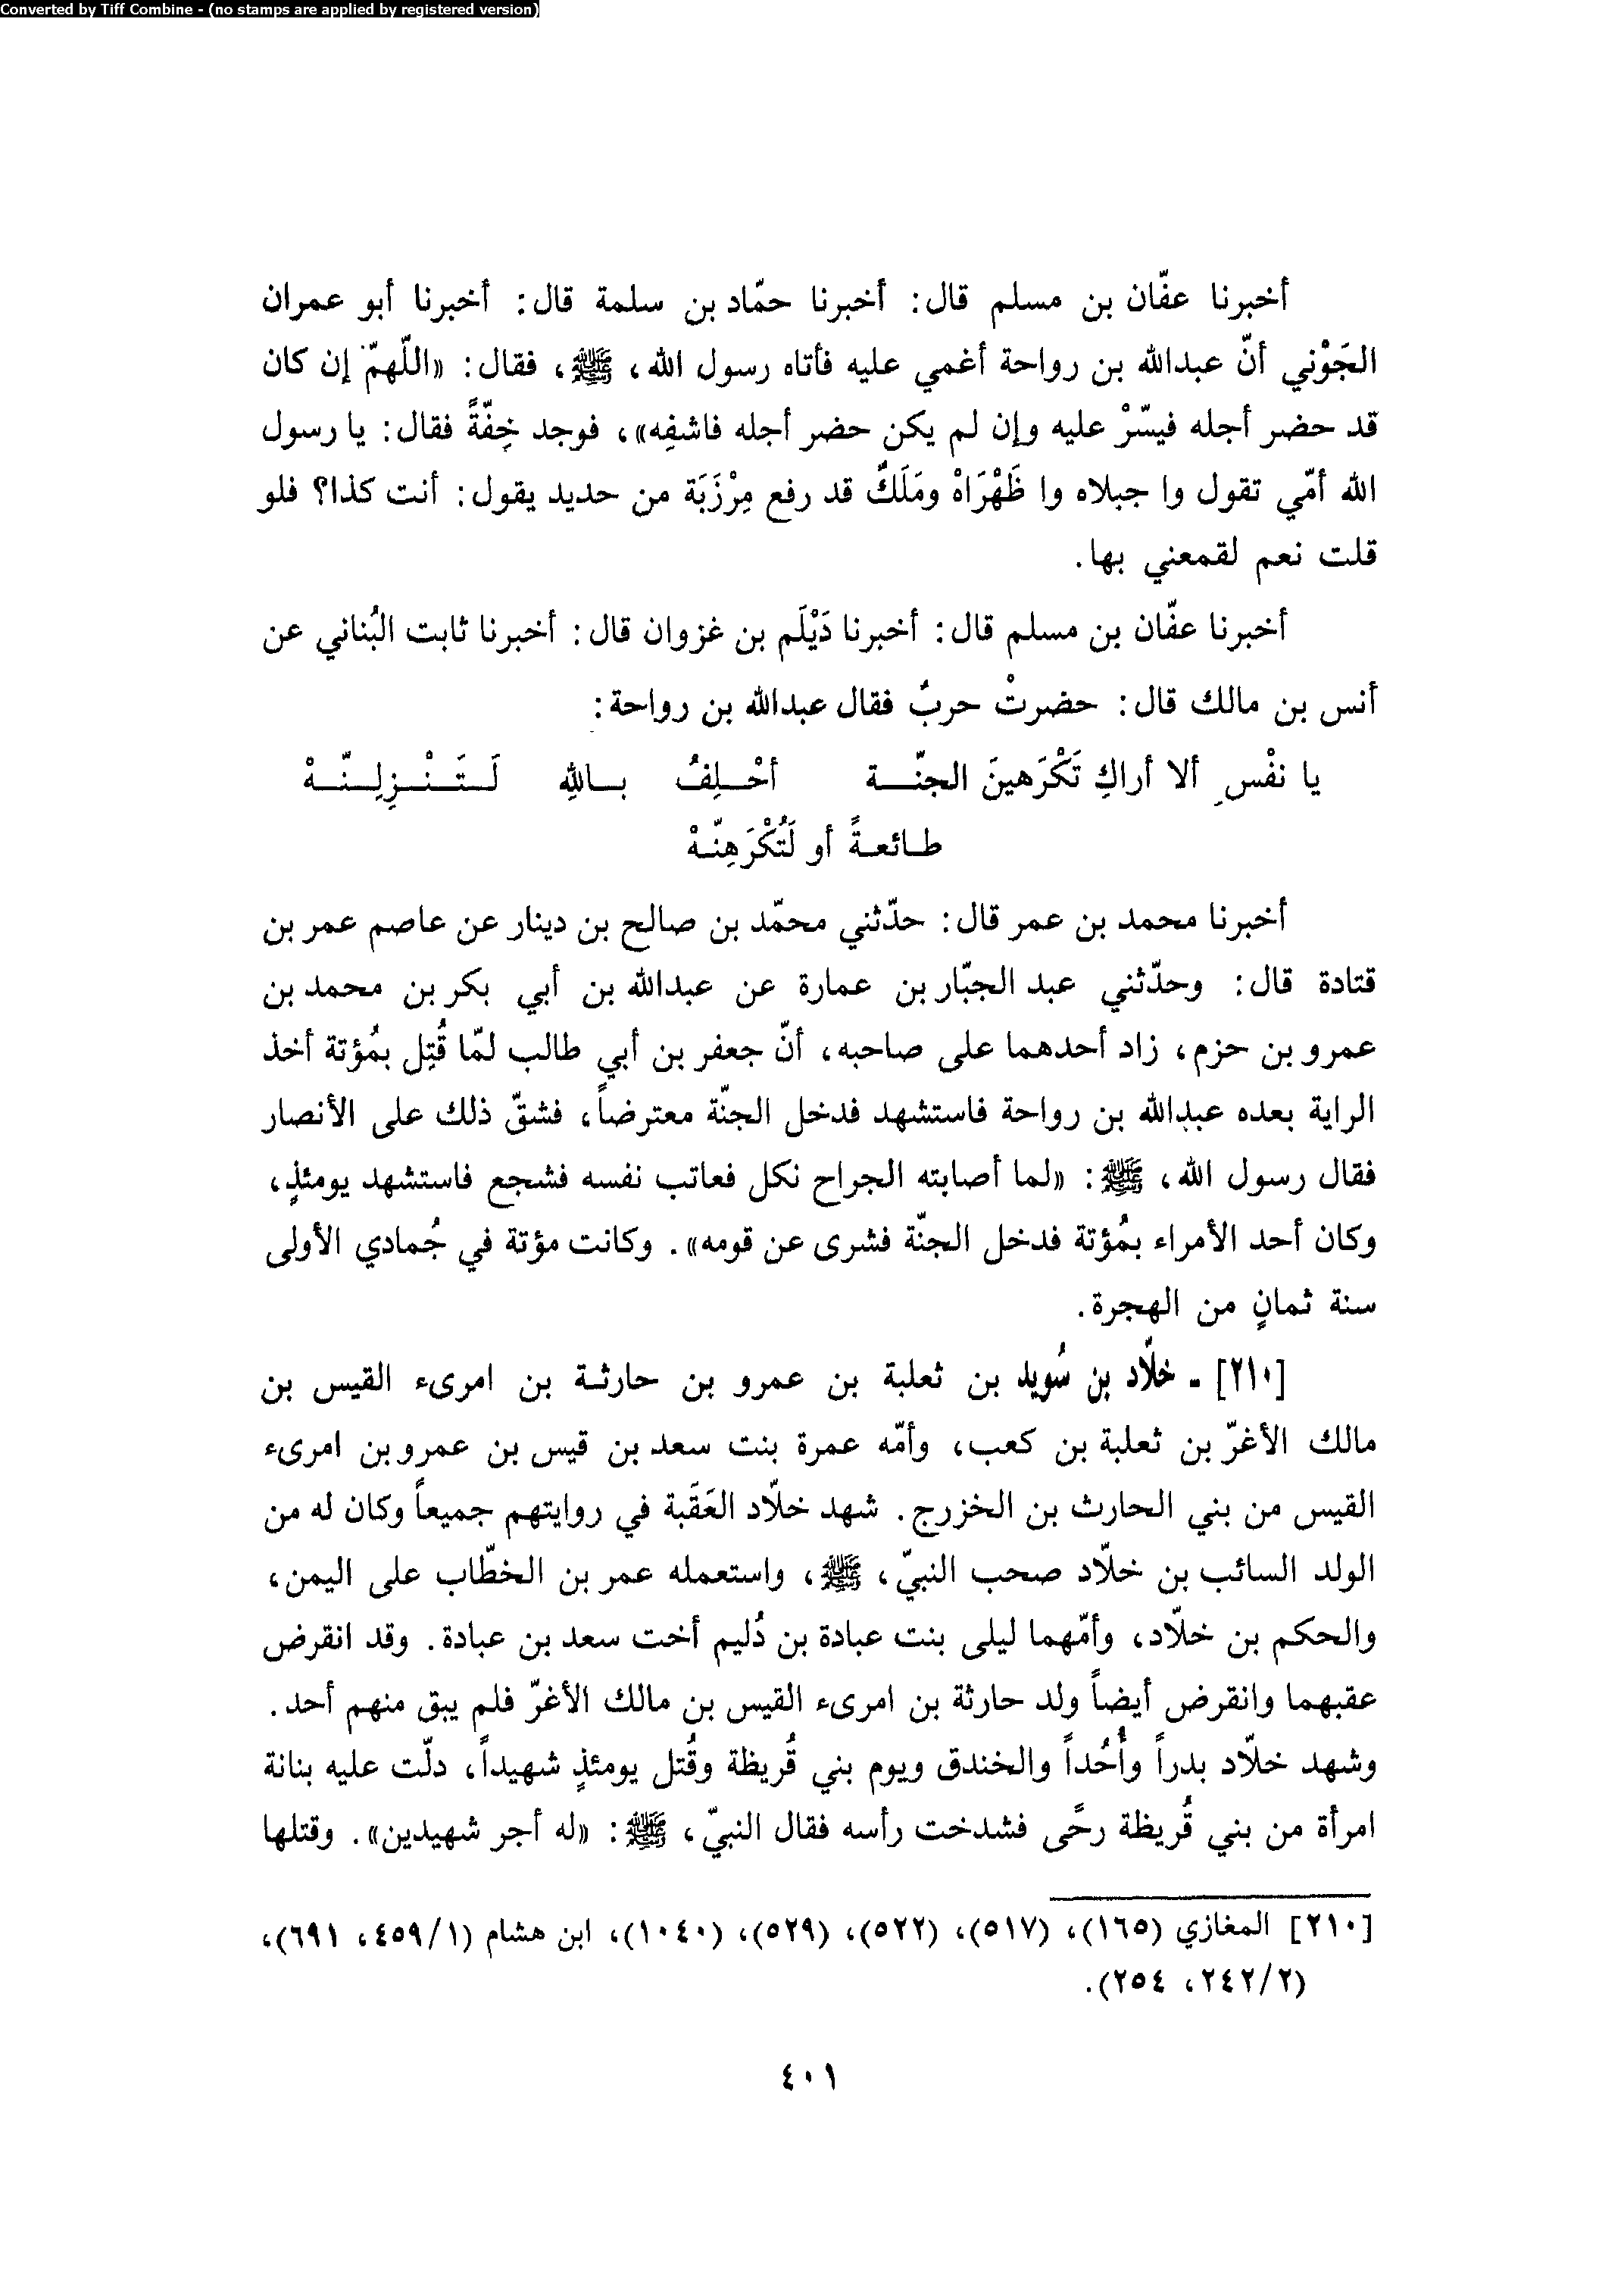 Converted by Tiff Combine - (no stamps are applied by registered version)
أخبرنا عفّان بن مسلم قال: أخبرنا حمّاد بن سلمة قال: أخبرنا أبو عمران
الجَوْني أنّ عبدالله بن رواحة أغمي عليه فأتاه رسول الله، ﷺ، فقال: «اللّهمّ إن كان
قد حضر أجله فيسّرْ عليه وإن لم يكن حضر أجله فاشفِه»، فوجد خِفّةً فقال: يا رسول
الله أمّي تقول وا جبلاه وا ظَهْرَاهْ ومَلَكٌ قد رفع مِرْزَبَة من حديد يقول: أنت كذا؟ فلو
قلت نعم لقمعني بها.
أخبرنا عفّان بن مسلم قال: أخبرنا دَيْلَم بن غزوان قال: أخبرنا ثابت البُناني عن
أنس بن مالك قال: حضرتْ حربٌ فقال عبدالله بن رواحة:
يا نفْسِ ألا أراكِ تَكْرَهينَ الجنّـــة أحْـــلِفُ بـــاللهِ لَـــتَـــنْـــزِلِـــنّـــهْ
طـائعـةً أو لَتُكْرَهِنّـهْ
أخبرنا محمد بن عمر قال: حدّثني محمّد بن صالح بن دينار عن عاصم عمر بن
قتادة قال: وحدّثني عبد الجبّار بن عمارة عن عبدالله بن أبي بكر بن محمد بن
عمرو بن حزم، زاد أحدهما على صاحبه، أنّ جعفر بن أبي طالب لمّا قُتِل بمُؤتة أخذ
الراية بعده عبدالله بن رواحة فاستشهد فدخل الجنّة معترضاً، فشقّ ذلك على الأنصار
فقال رسول الله، ﷺ: «لما أصابته الجراح نكل فعاتب نفسه فشجع فاستشهد يومئذٍ،
وكان أحد الأمراء بمُؤتة فدخل الجنّة فشرى عن قومه». وكانت مؤتة في جُمادي الأولى
سنة ثمانٍ من الهجرة.
[٢١٠] ـ خلّاد بن سُويد بن ثعلبة بن عمرو بن حارثـة بن امرىء القيس بن
مالك الأغرّ بن ثعلبة بن كعب، وأمّه عمرة بنت سعد بن قيس بن عمرو بن امرىء
القيس من بني الحارث بن الخزرج. شهد خلّاد العَقَبة في روايتهم جميعاً وكان له من
الولد السائب بن خلّاد صحب النبيّ، ﷺ، واستعمله عمر بن الخطّاب على اليمن،
والحكم بن خلّاد، وأمّهما ليلى بنت عبادة بن دُليم أخت سعد بن عبادة. وقد انقرض
عقبهما وانقرض أيضاً ولد حارثة بن امرىء القيس بن مالك الأغرّ فلم يبق منهم أحد.
وشهد خلّاد بدراً وأُحُداً والخندق ويوم بني قُريظة وقُتل يومئذٍ شهيداً، دلّت عليه بنانة
امرأة من بني قُريظة رحًى فشدخت رأسه فقال النبيّ، ﷺ: «له أجر شهيدين». وقتلها
[٢١٠] المغازي (١٦٥)، (٥١٧)، (٥٢٢)، (٥٢٩)، (١٠٤٠)، ابن هشام (٤٥٩/١، ٦٩١)،
(٢٤٢/٢، ٢٥٤).
٤٠١